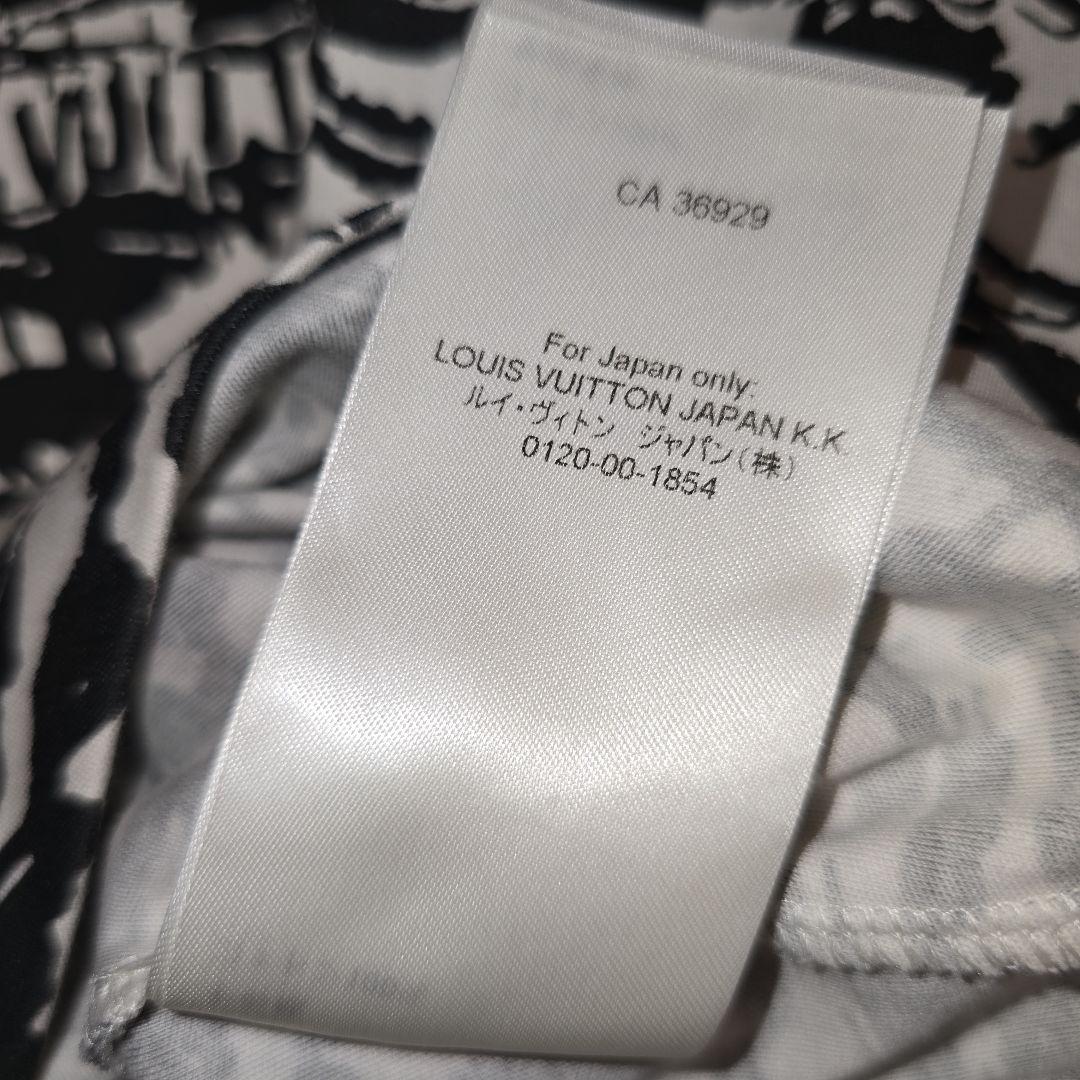 CA 36929
For Japan only:
LOUIS VUITTON JAPAN K.K.
ルイ・ヴィトン ジャパン(株)
0120-00-1854